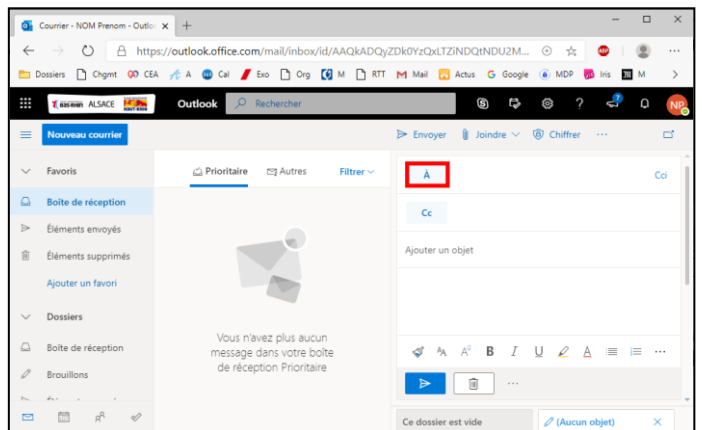 Courrier - NOM Prenom - Outlo
https://outlook.office.com/mail/inbox/id/AAQkADQyZDk0YzQxLTZiNDQtNDU2M...
Dossiers Chgmt CEA A Cal Exo Org M RTT Mail Actus Google MDP Iris M
ALSACE Outlook Rechercher NP
Nouveau courrier Envoyer Joindre Chiffrer ...
Favoris Prioritaire Autres Filtrer À Cci
Boîte de réception Cc
Éléments envoyés
Éléments supprimés Ajouter un objet
Ajouter un favori
Dossiers
Boîte de réception
Brouillons
Vous n'avez plus aucun
message dans votre boîte
de réception Prioritaire
B I U A
Ce dossier est vide (Aucun objet)